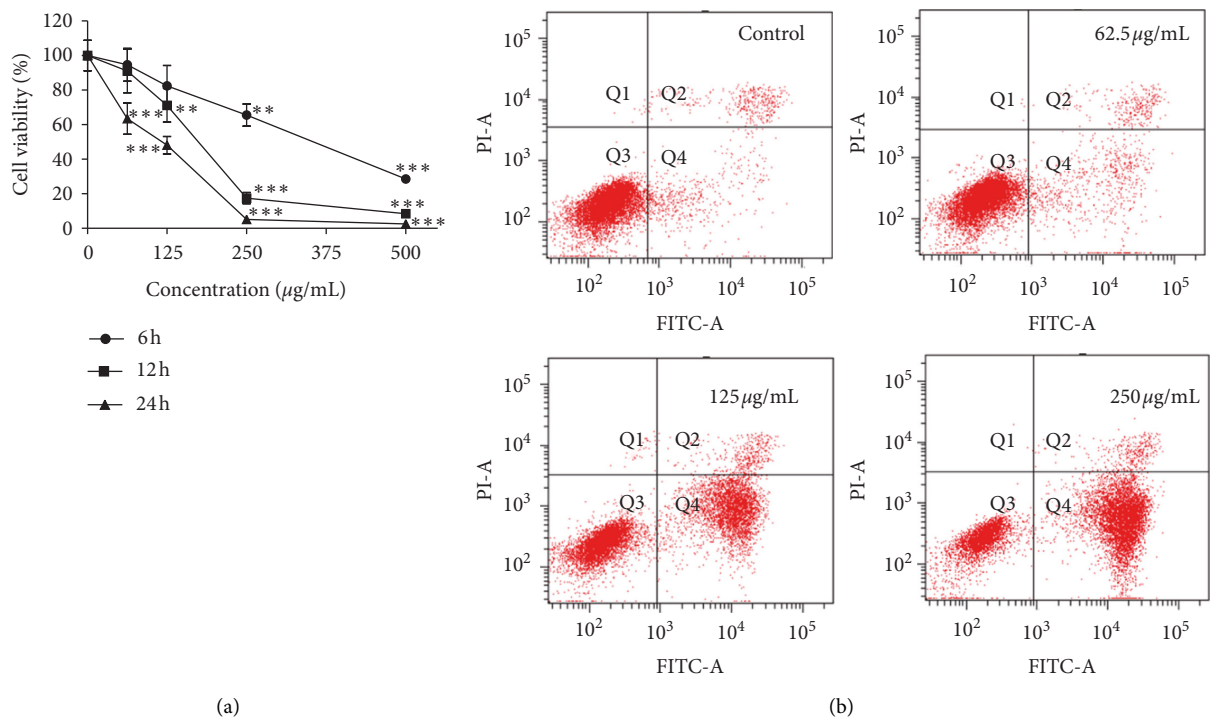 120
100
80
60
40
20
0
Cell viability (%)
***
**
**
***
***
***
***
***
***
0 125 250 375 500
Concentration (µg/mL)
6 h
12 h
24 h
(a)
Control
Q1 Q2
Q3 Q4
10^5
10^4
10^3
10^2
PI-A
10^2 10^3 10^4 10^5
FITC-A
62.5 µg/mL
Q1 Q2
Q3 Q4
10^5
10^4
10^3
10^2
PI-A
10^2 10^3 10^4 10^5
FITC-A
125 µg/mL
Q1 Q2
Q3 Q4
10^5
10^4
10^3
10^2
PI-A
10^2 10^3 10^4 10^5
FITC-A
250 µg/mL
Q1 Q2
Q3 Q4
10^5
10^4
10^3
10^2
PI-A
10^2 10^3 10^4 10^5
FITC-A
(b)